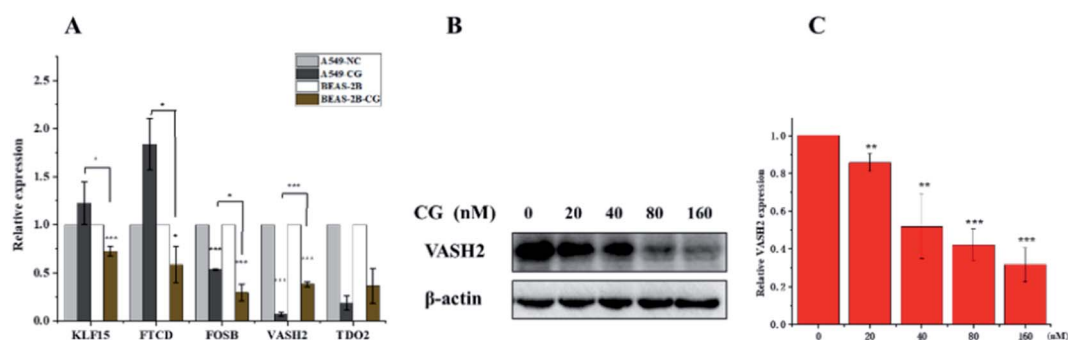 A
A549-NC
A549-CG
BEAS-2B
BEAS-2B-CG
Relative expression
2.5
2.0
1.5
1.0
0.5
0.0
*
*
*
***
***
*
***
***
***
***
KLF15 FTCD FOSB VASH2 TDO2
B
CG (nM) 0 20 40 80 160
VASH2
β-actin
C
Relative VASH2 expression
1.0
0.8
0.6
0.4
0.2
0.0
**
**
***
***
0 20 40 80 160 (nM)